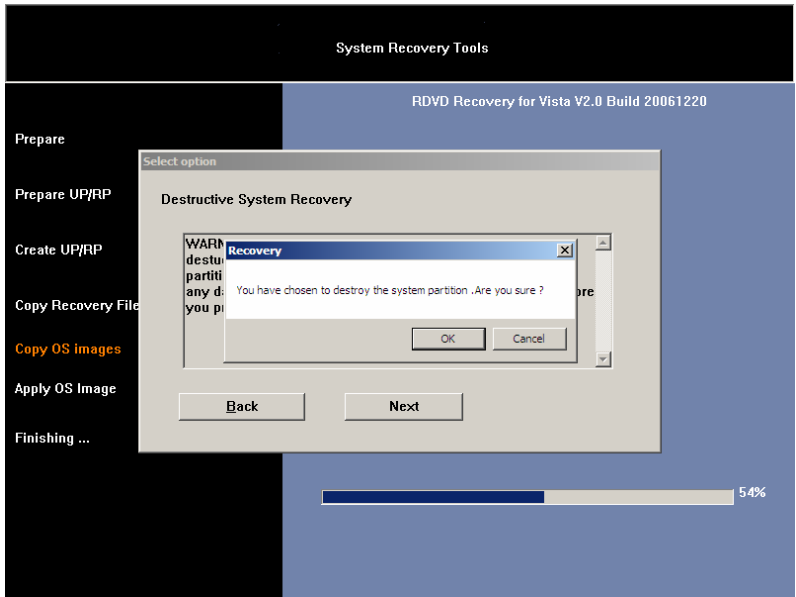 System Recovery Tools
RDVD Recovery for Vista V2.0 Build 20061220
Prepare
Prepare UP/RP
Create UP/RP
Copy Recovery File
Copy OS images
Apply OS Image
Finishing ...
Select option
Destructive System Recovery
WARN
destu
partiti
any d
you p
Recovery
You have chosen to destroy the system partition .Are you sure ?
OK Cancel
Back Next
54%